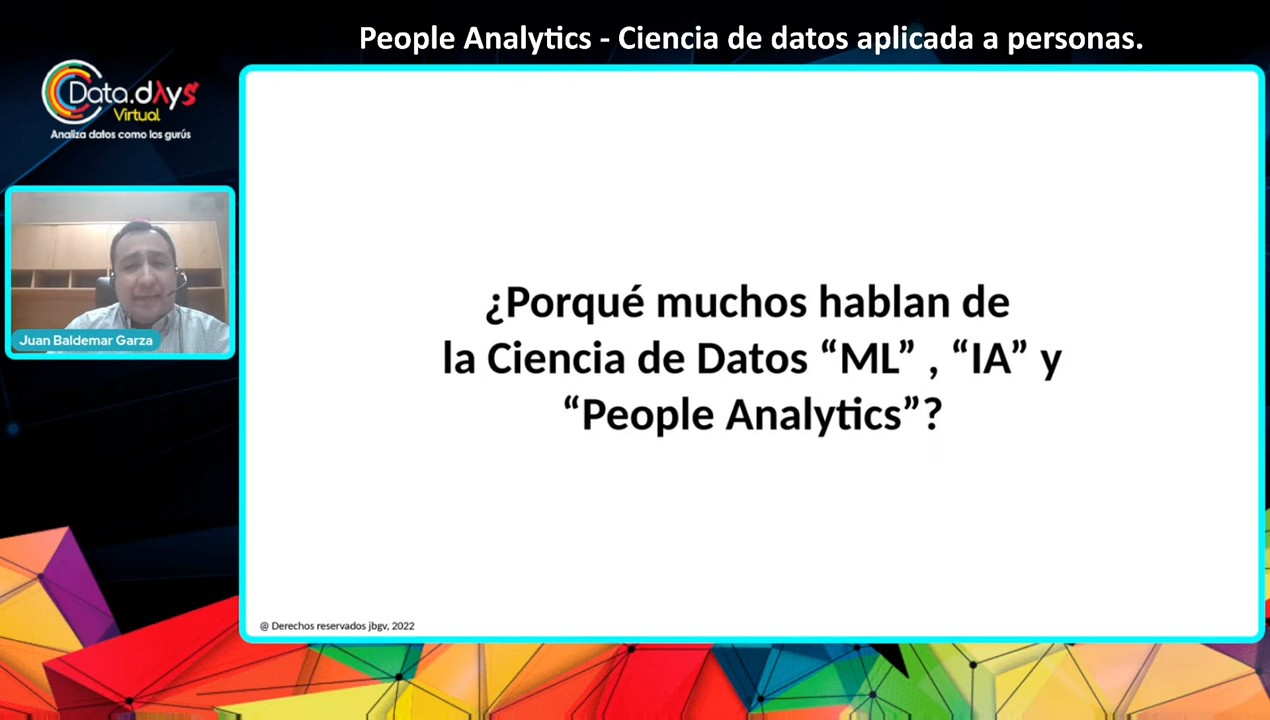 People Analytics - Ciencia de datos aplicada a personas.
Data.dAys
Virtual
Analiza datos como los gurús
Juan Baldemar Garza
¿Porqué muchos hablan de
la Ciencia de Datos “ML” , “IA” y
“People Analytics”?
@ Derechos reservados jbgv, 2022